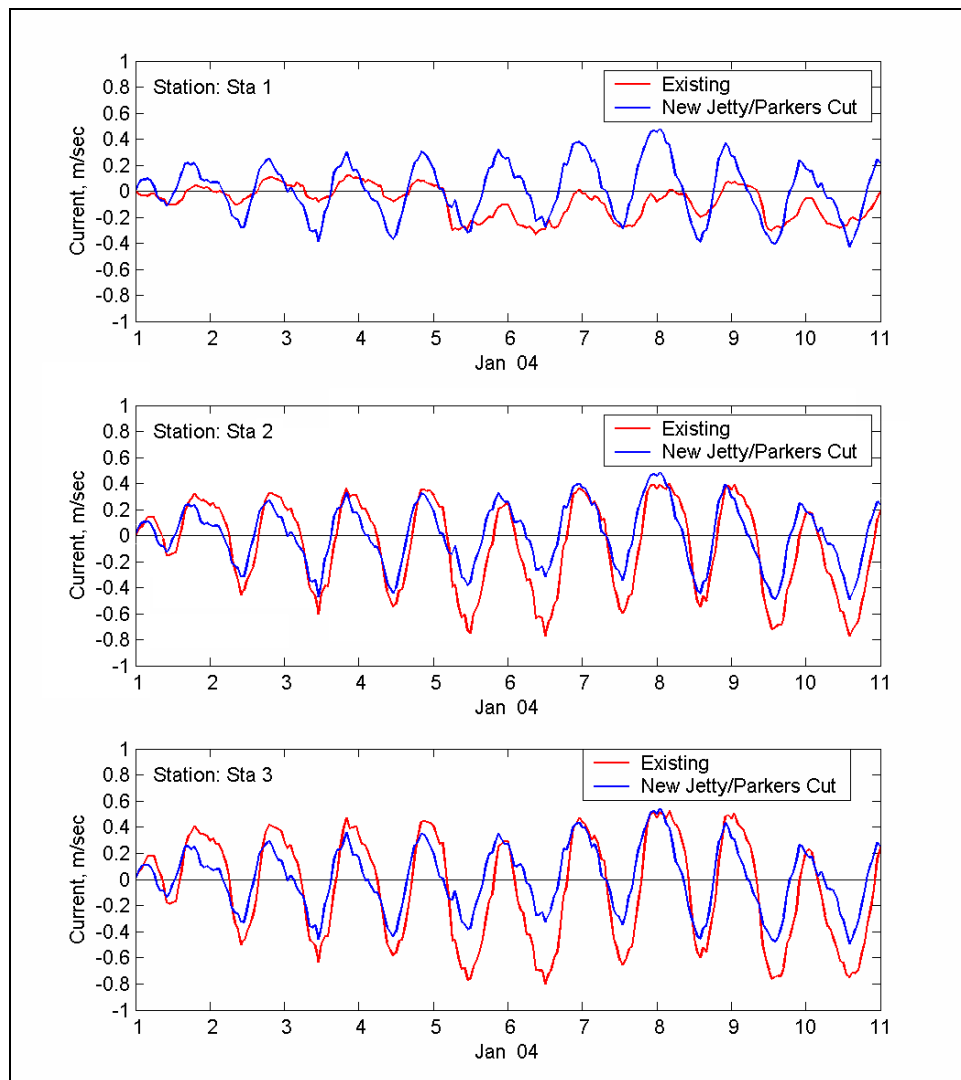 1
0.8
0.6
0.4
0.2
0
-0.2
-0.4
-0.6
-0.8
-1
Current, m/sec
Station: Sta 1
Existing
New Jetty/Parkers Cut
1 2 3 4 5 6 7 8 9 10 11
Jan 04
1
0.8
0.6
0.4
0.2
0
-0.2
-0.4
-0.6
-0.8
-1
Current, m/sec
Station: Sta 2
Existing
New Jetty/Parkers Cut
1 2 3 4 5 6 7 8 9 10 11
Jan 04
1
0.8
0.6
0.4
0.2
0
-0.2
-0.4
-0.6
-0.8
-1
Current, m/sec
Station: Sta 3
Existing
New Jetty/Parkers Cut
1 2 3 4 5 6 7 8 9 10 11
Jan 04